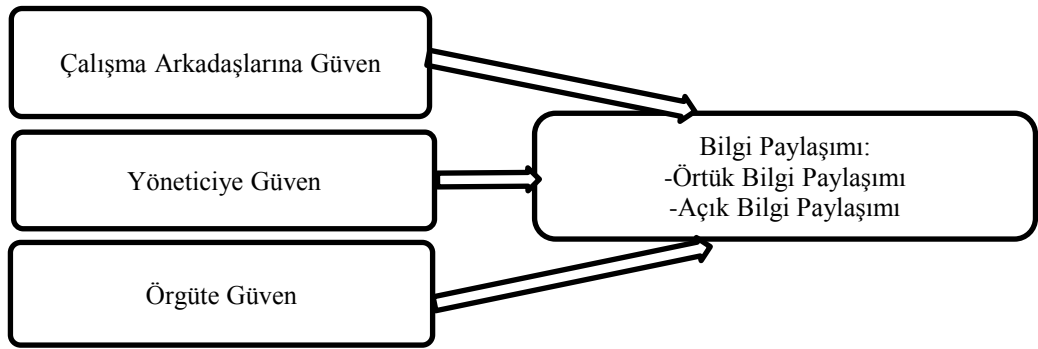 Çalışma Arkadaşlarına Güven
Yöneticiye Güven
Örgüte Güven
Bilgi Paylaşımı:
-Örtük Bilgi Paylaşımı
-Açık Bilgi Paylaşımı